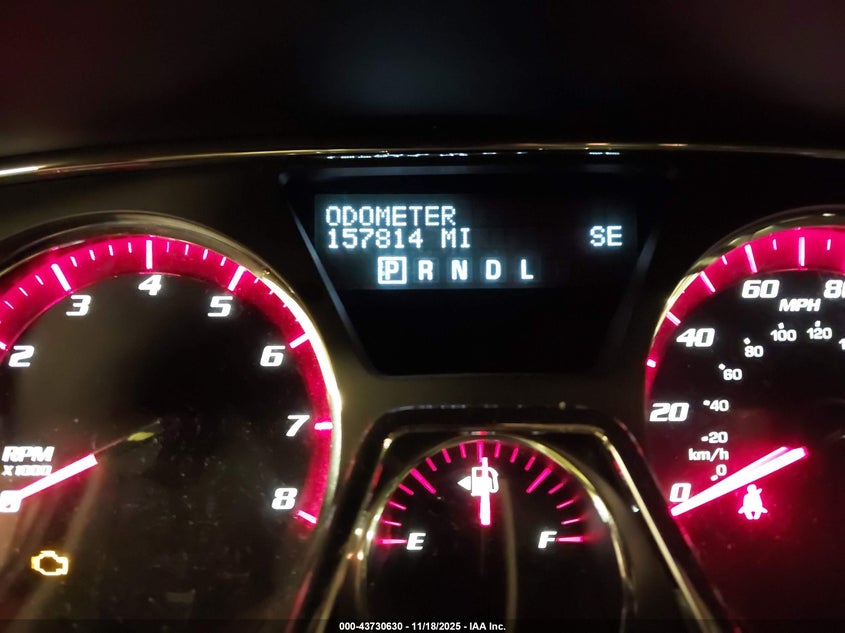 ODOMETER
157814 MI SE
P R N D L
2 3 4 5 6 7 8
RPM
X1000
0
E F
0 20 40 60
MPH
0 20 40 60 80 100 120
km/h
000-43730630 - 11/18/2025 - IAA Inc.